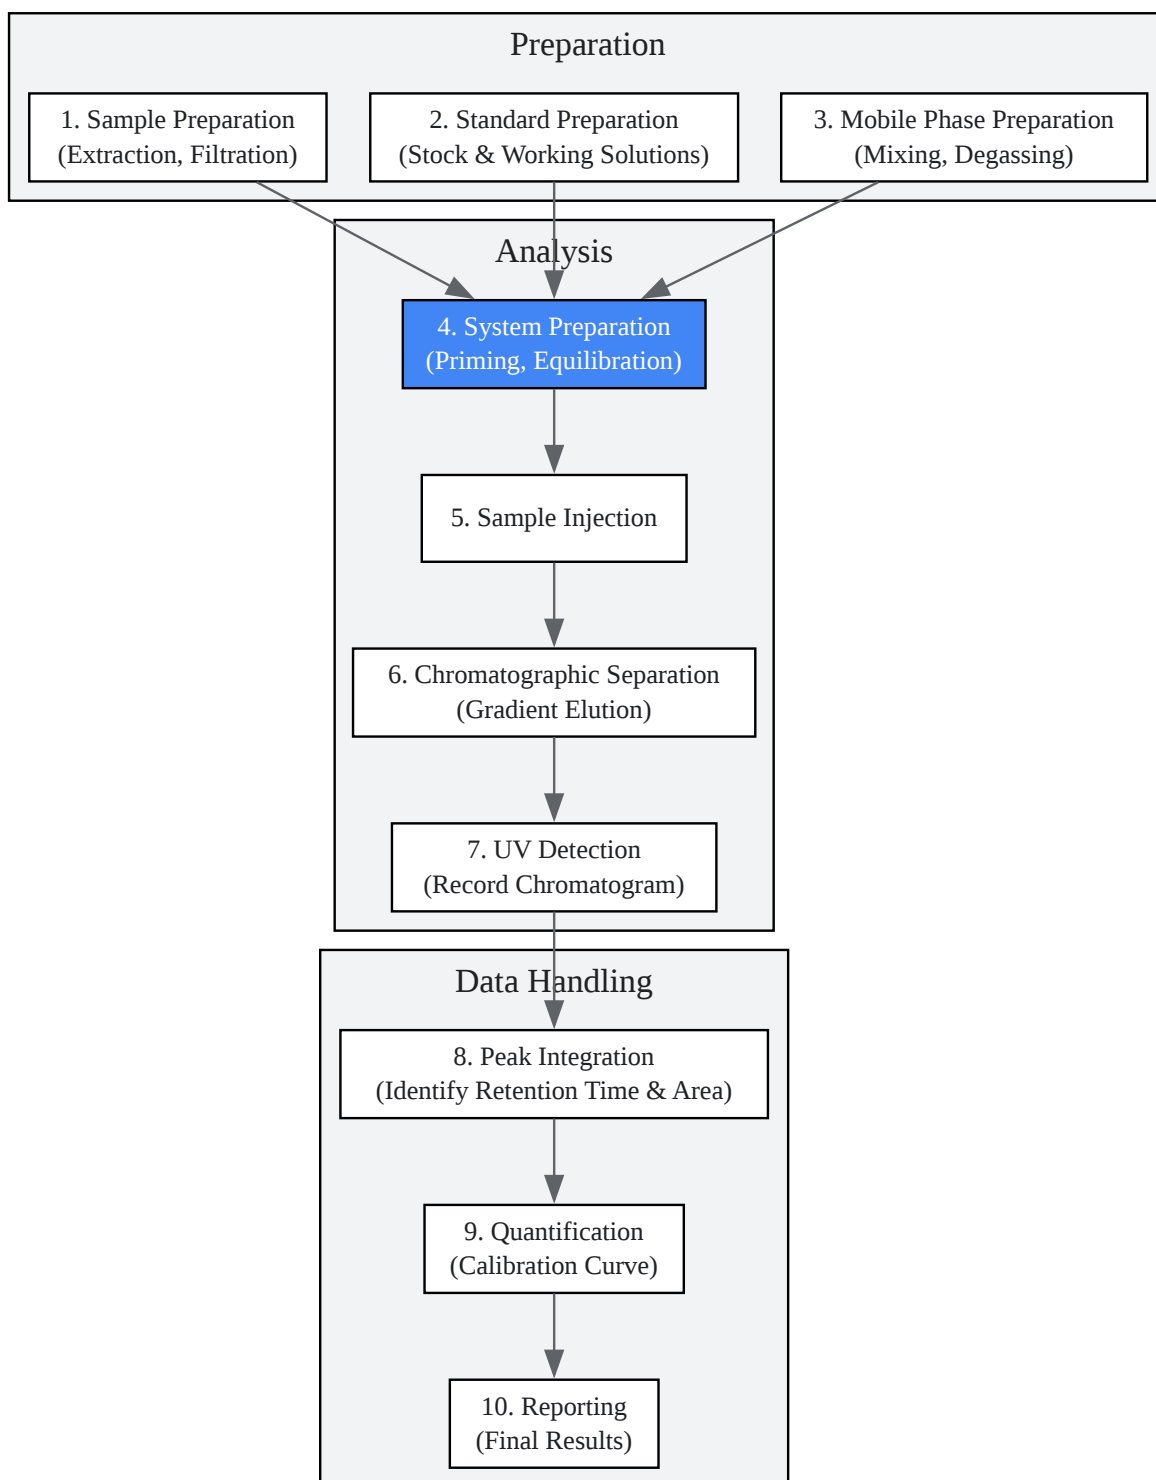 Preparation
1. Sample Preparation
(Extraction, Filtration)
2. Standard Preparation
(Stock & Working Solutions)
3. Mobile Phase Preparation
(Mixing, Degassing)
Analysis
4. System Preparation
(Priming, Equilibration)
5. Sample Injection
6. Chromatographic Separation
(Gradient Elution)
7. UV Detection
(Record Chromatogram)
Data Handling
8. Peak Integration
(Identify Retention Time & Area)
9. Quantification
(Calibration Curve)
10. Reporting
(Final Results)